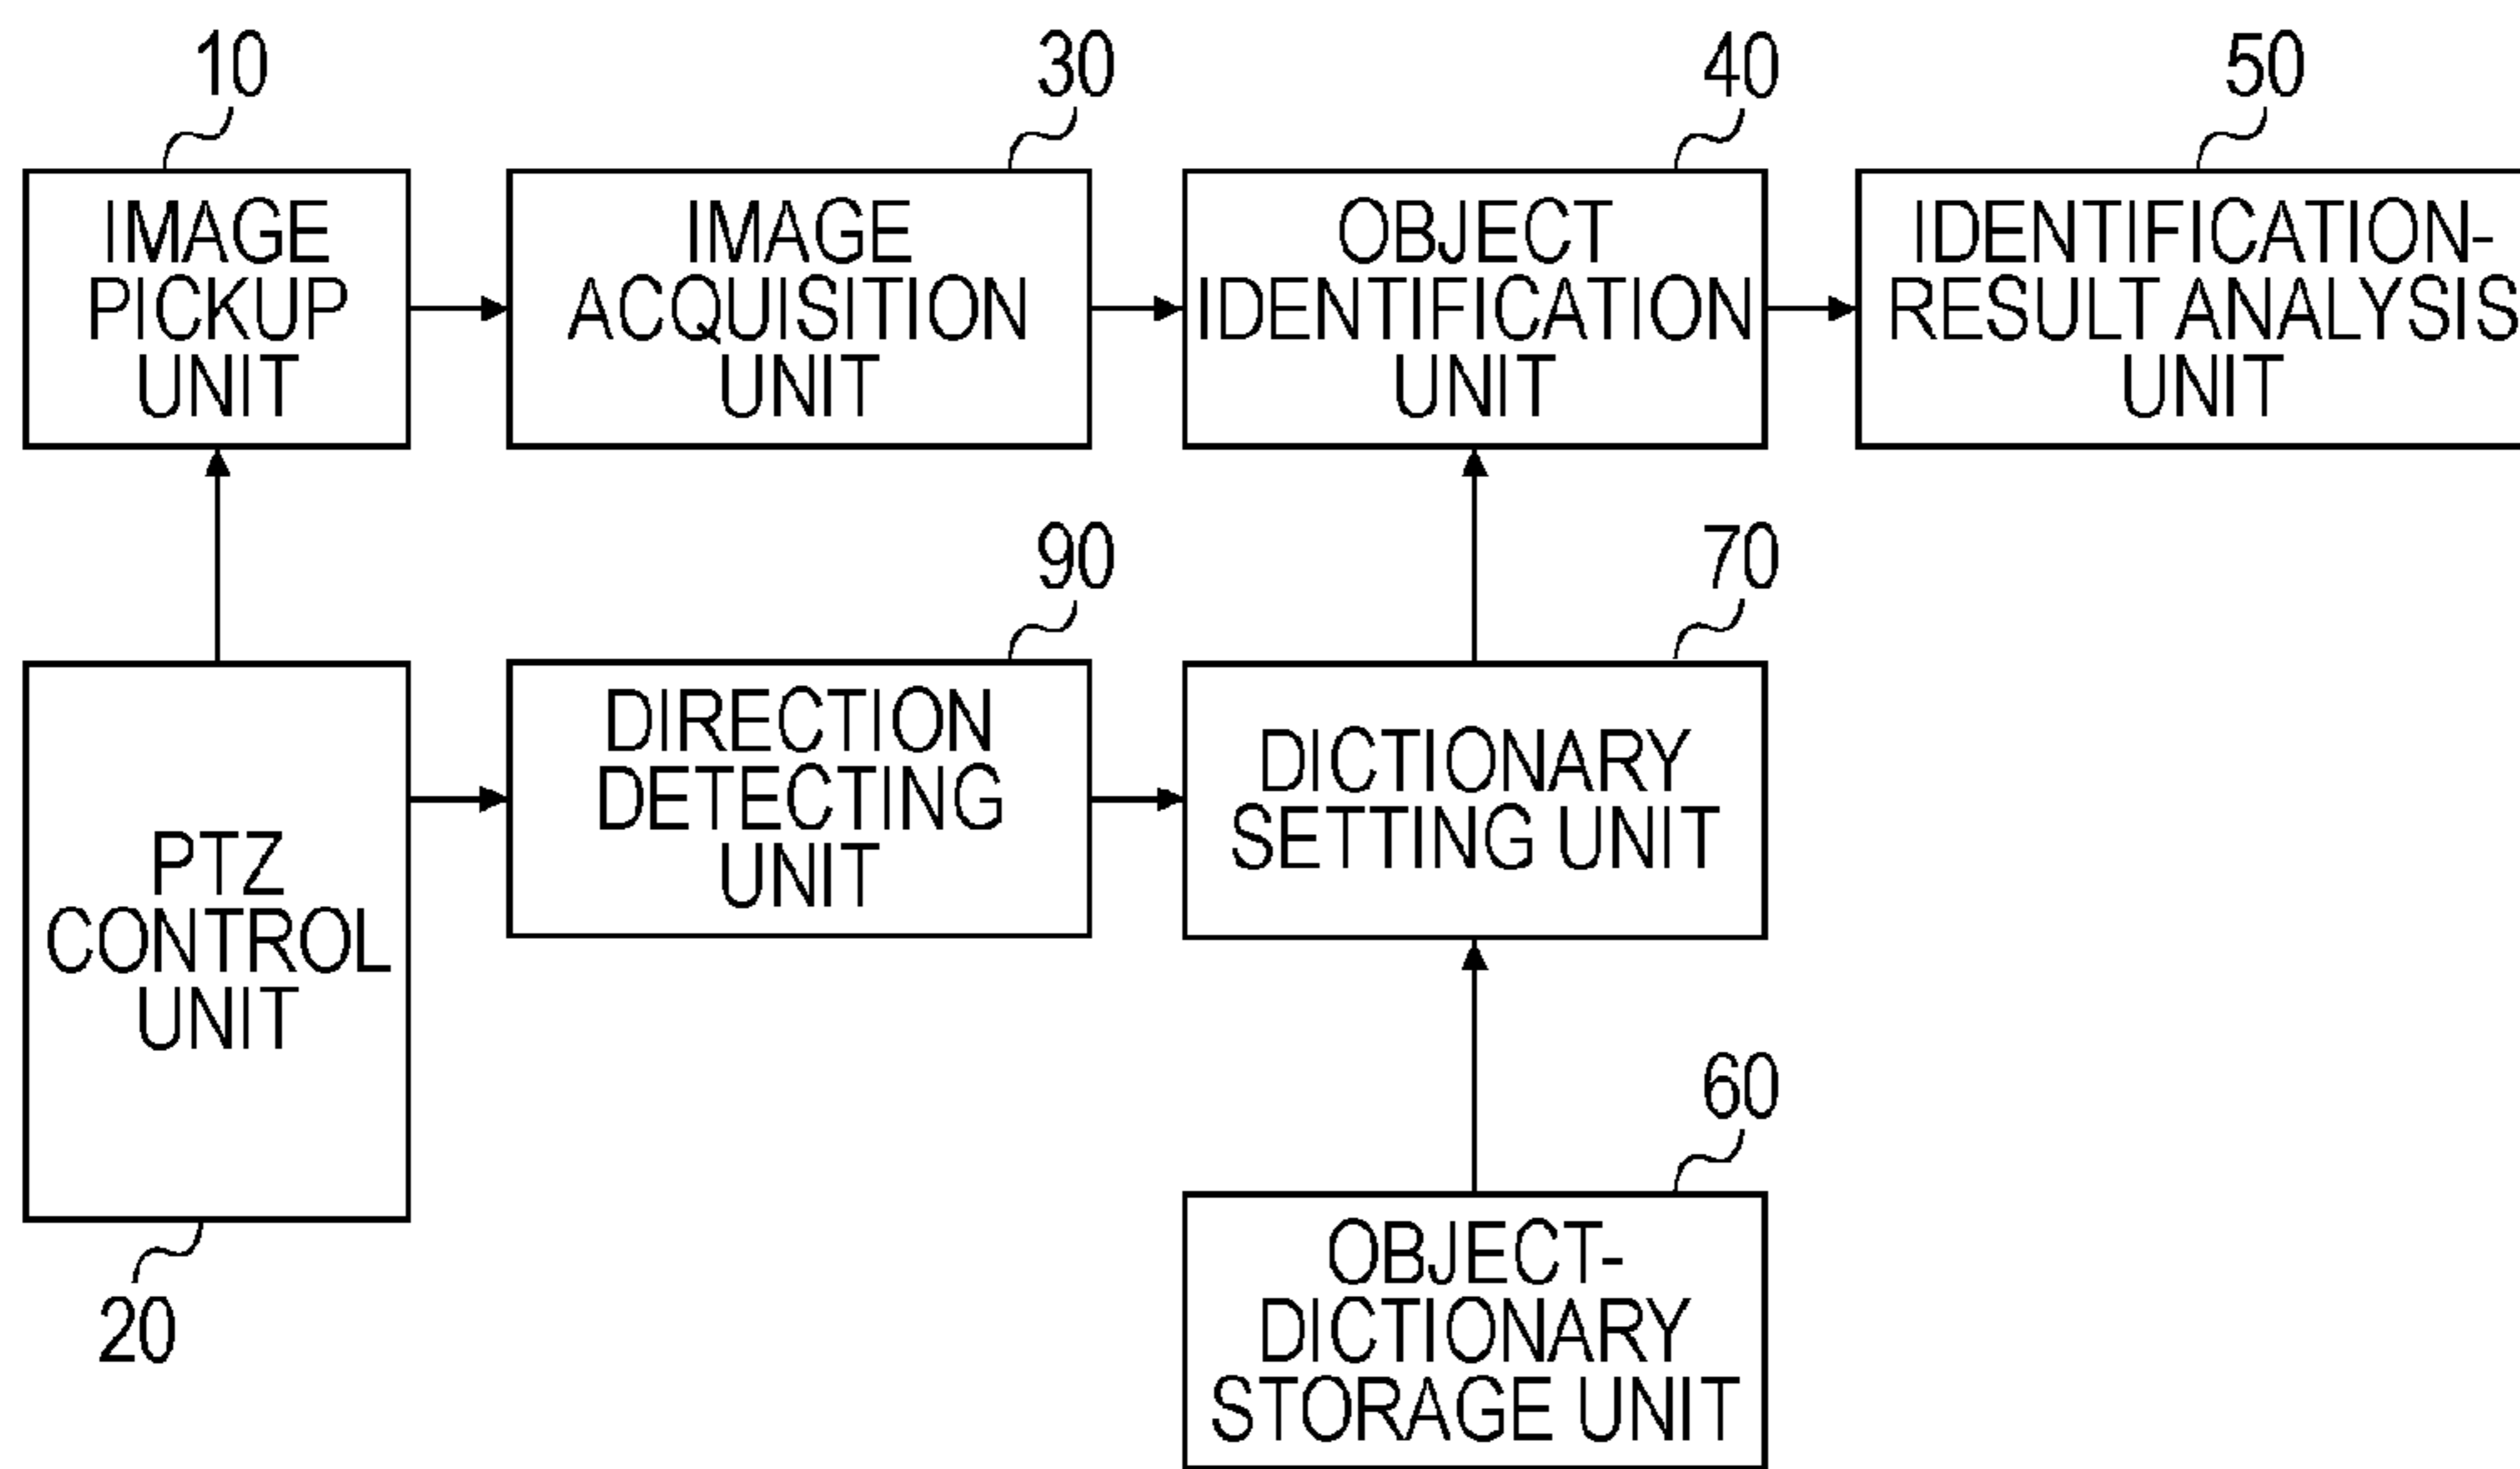 10
IMAGE
PICKUP
UNIT
30
IMAGE
ACQUISITION
UNIT
40
OBJECT
IDENTIFICATION
UNIT
50
IDENTIFICATION-
RESULT ANALYSIS
UNIT
PTZ
CONTROL
UNIT
20
90
DIRECTION
DETECTING
UNIT
70
DICTIONARY
SETTING UNIT
60
OBJECT-
DICTIONARY
STORAGE UNIT